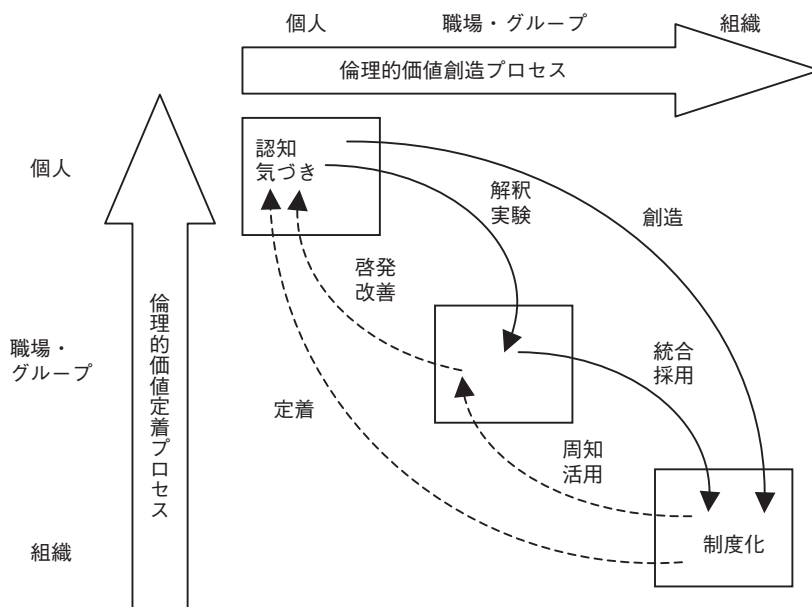 個人
職場・グループ
組織
倫理的価値創造プロセス
個人
認知
気づき
解釈
実験
創造
啓発
改善
倫理的価値定着プロセス
職場・
グループ
統合
採用
定着
周知
活用
組織
制度化